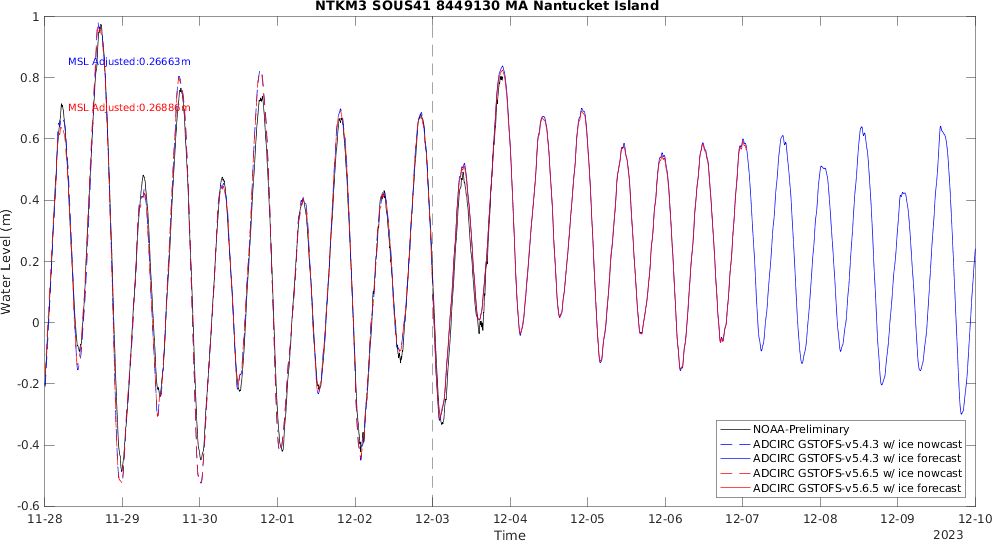 NTKM3 SOUS41 8449130 MA Nantucket Island
1
0.8
0.6
0.4
0.2
0
-0.2
-0.4
-0.6
Water Level (m)
MSL Adjusted:0.26663m
MSL Adjusted:0.26886m
NOAA-Preliminary
ADCIRC GSTOFS-v5.4.3 w/ ice nowcast
ADCIRC GSTOFS-v5.4.3 w/ ice forecast
ADCIRC GSTOFS-v5.6.5 w/ ice nowcast
ADCIRC GSTOFS-v5.6.5 w/ ice forecast
11-28 11-29 11-30 12-01 12-02 12-03 12-04 12-05 12-06 12-07 12-08 12-09 12-10
Time
2023